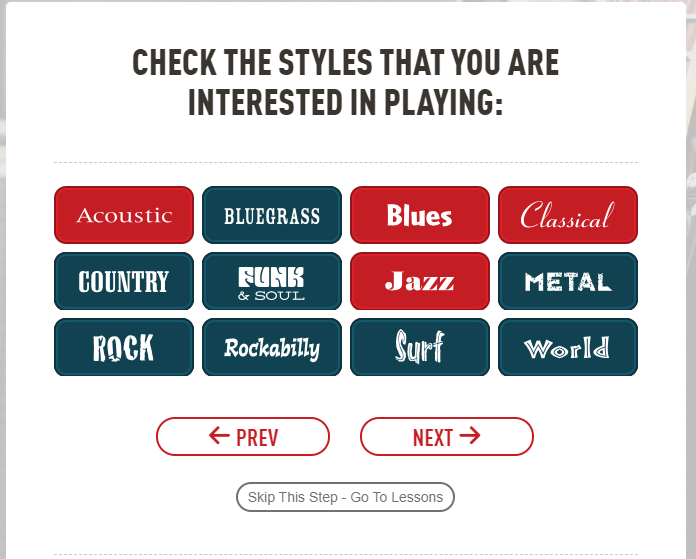 CHECK THE STYLES THAT YOU ARE
INTERESTED IN PLAYING:
Acoustic
BLUEGRASS
Blues
Classical
COUNTRY
FUNK
& SOUL
Jazz
METAL
ROCK
Rockabilly
Surf
World
← PREV
NEXT →
Skip This Step - Go To Lessons